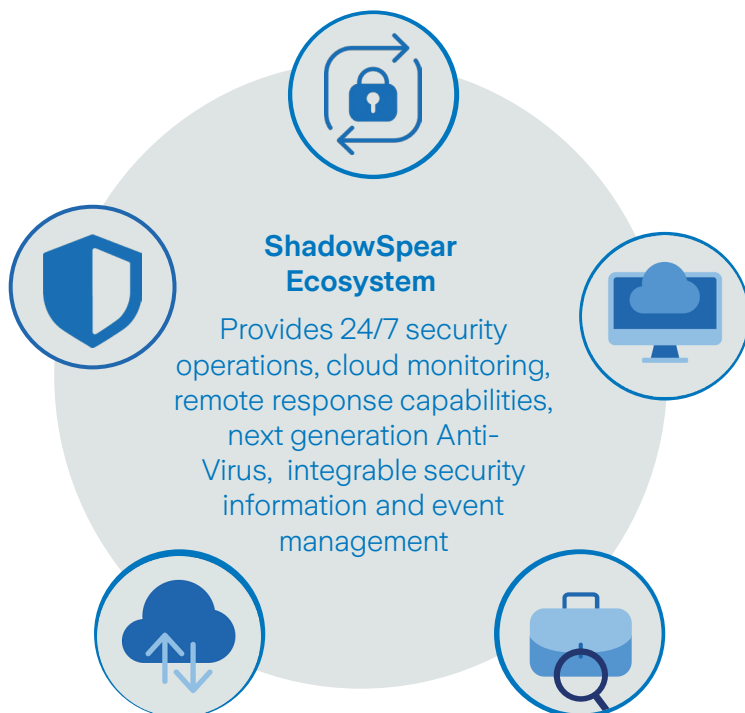 ShadowSpear
Ecosystem
Provides 24/7 security
operations, cloud monitoring,
remote response capabilities,
next generation Anti-
Virus,  integrable security
information and event
management